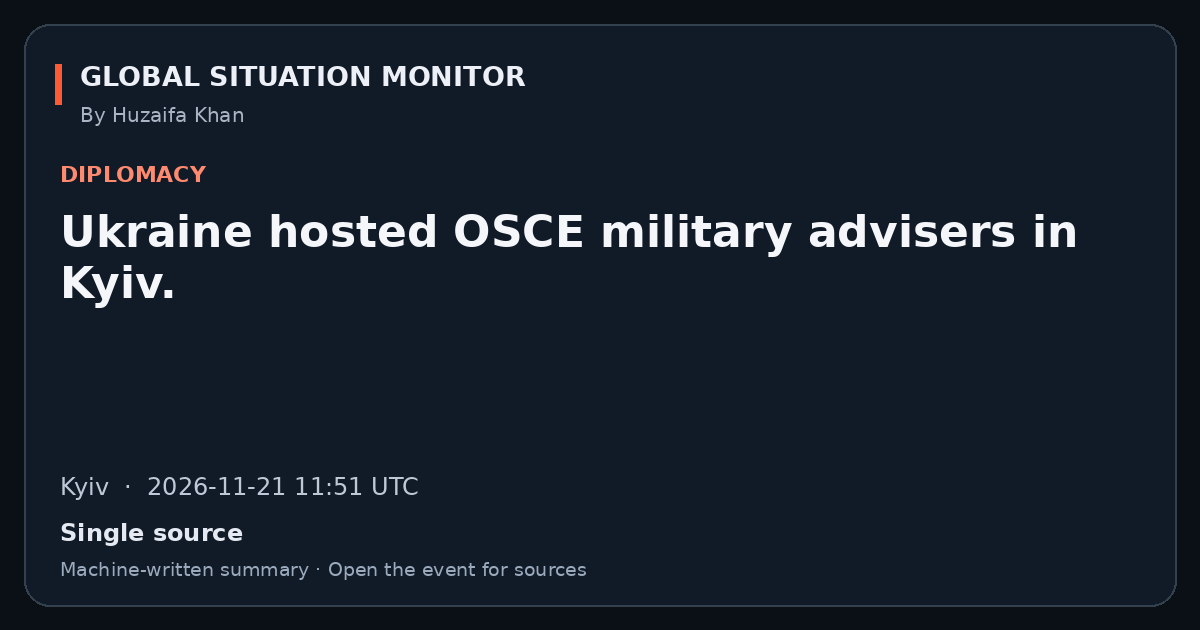 GLOBAL SITUATION MONITOR
By Huzaifa Khan
DIPLOMACY
Ukraine hosted OSCE military advisers in
Kyiv.
Kyiv · 2026-11-21 11:51 UTC
Single source
Machine-written summary · Open the event for sources